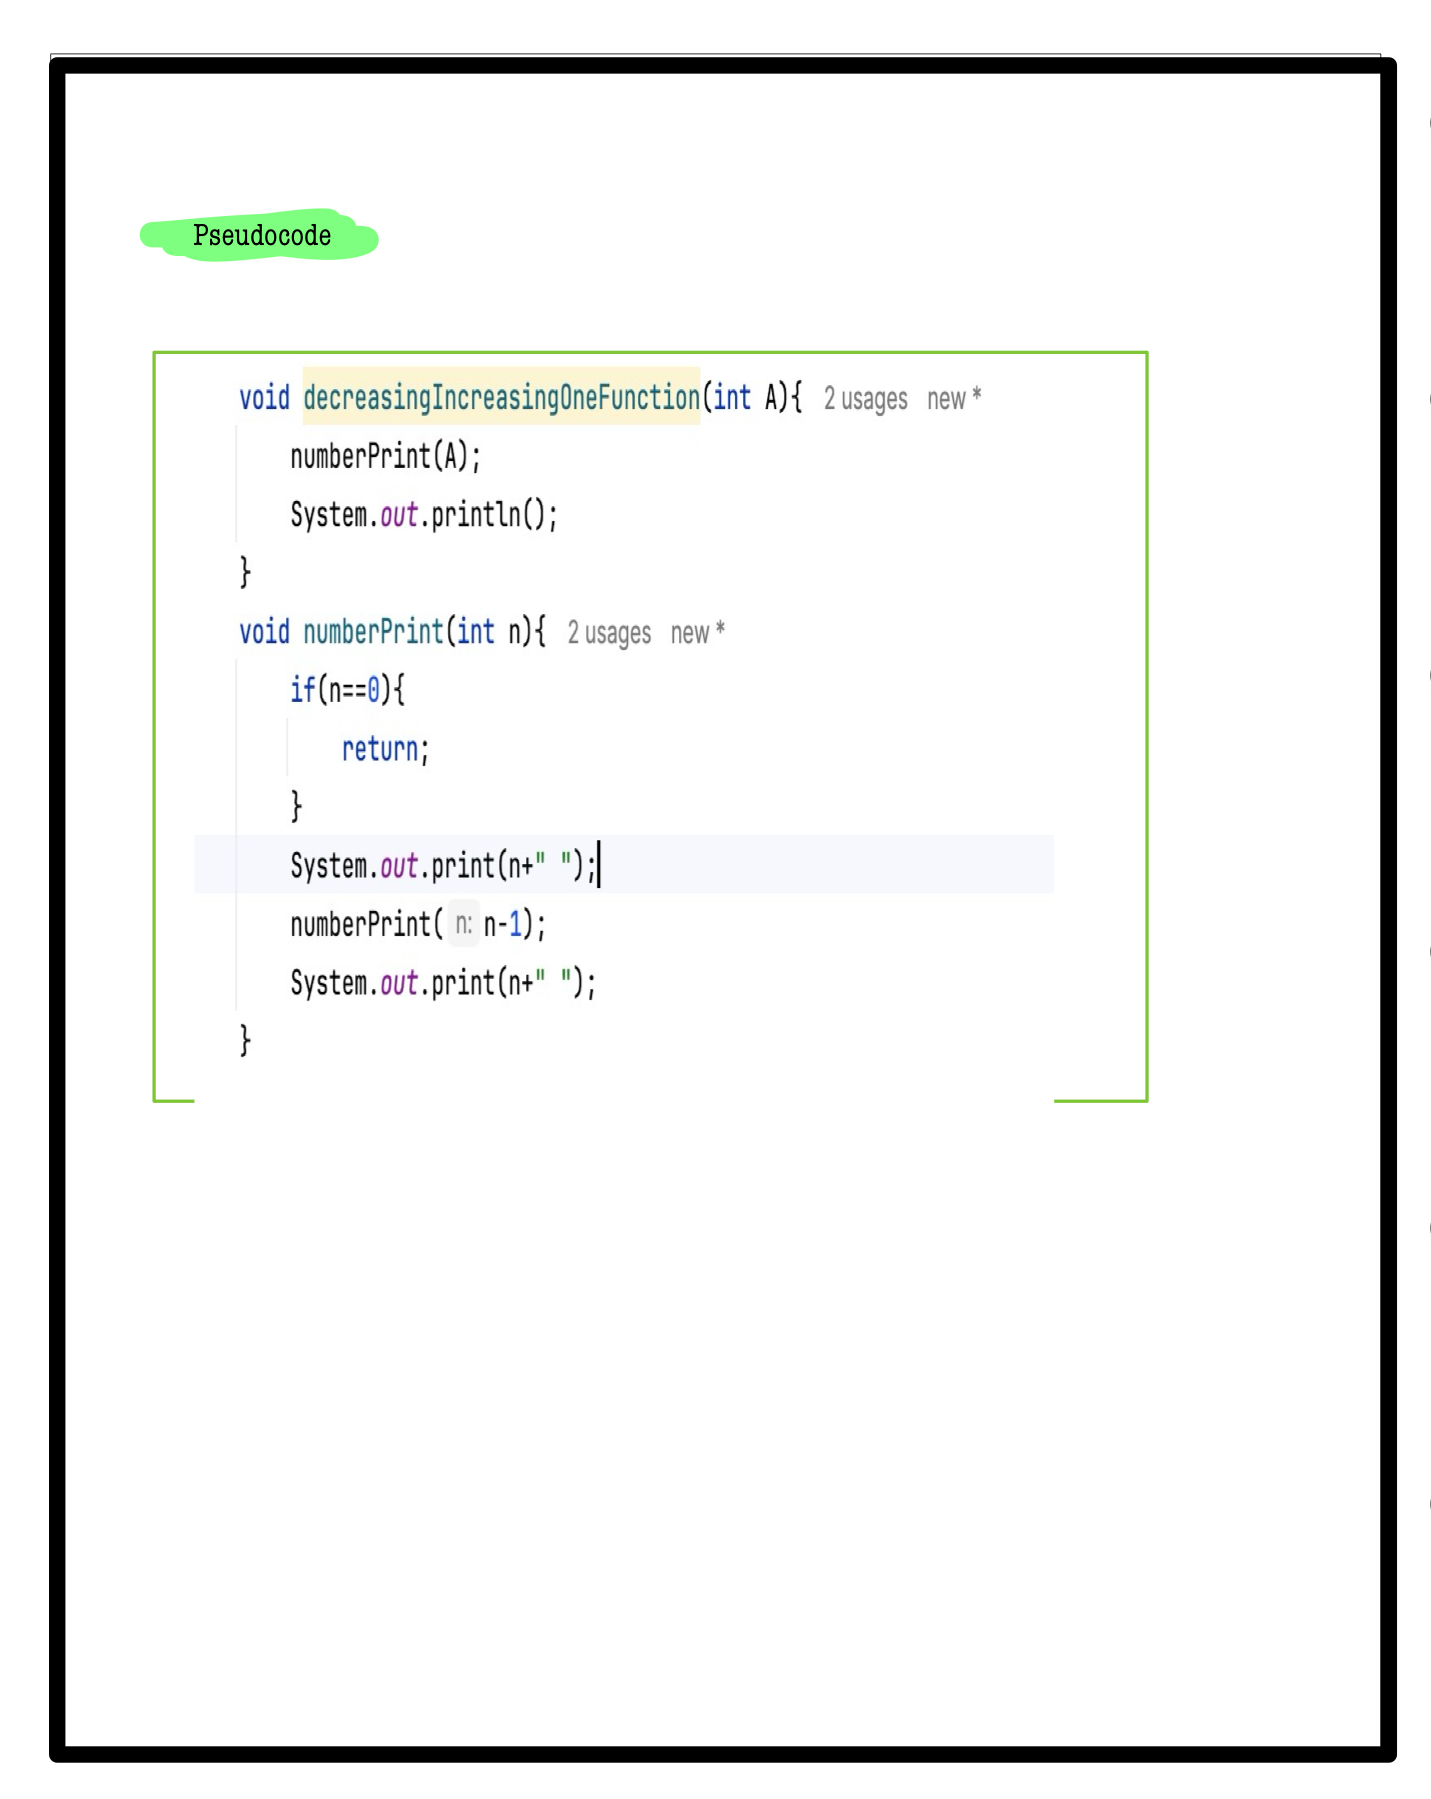 Pseudocode
void decreasingIncreasingOneFunction(int A){ 2 usages new *
numberPrint(A);
System.out.println();
}
void numberPrint(int n){ 2 usages new *
if(n==0){
return;
}
System.out.print(n+" ");
numberPrint( n: n-1);
System.out.print(n+" ");
}